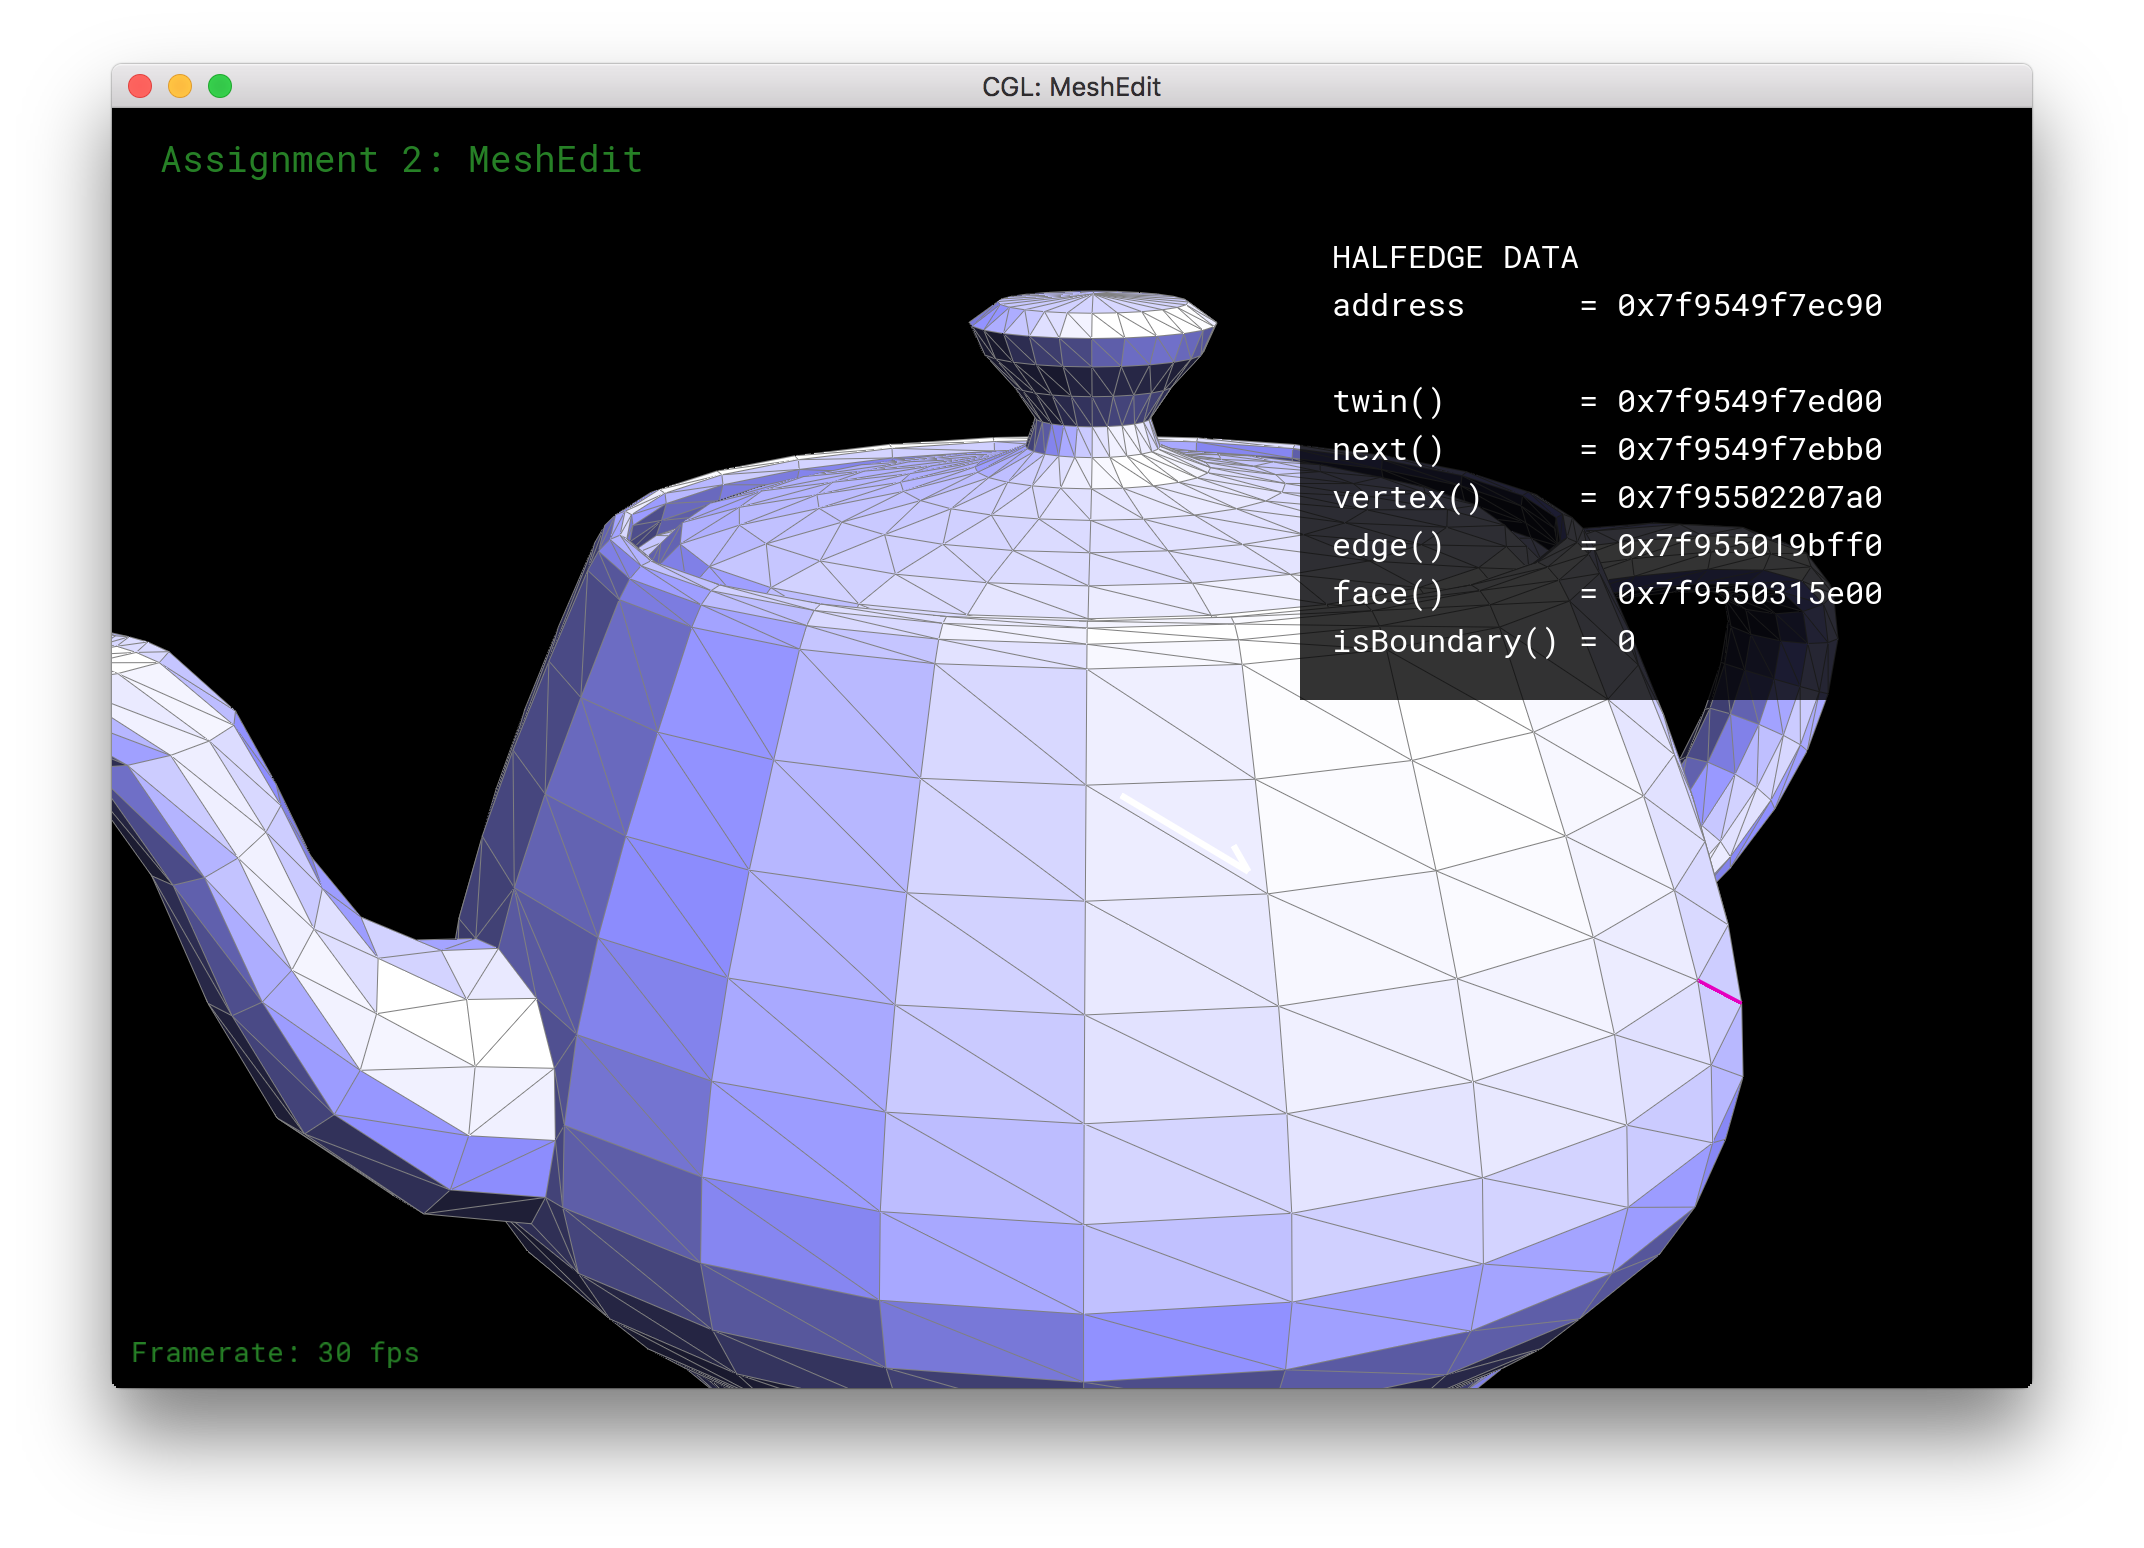 CGL: MeshEdit
Assignment 2: MeshEdit
HALFEDGE DATA
address = 0x7f9549f7ec90
twin() = 0x7f9549f7ed00
next() = 0x7f9549f7ebb0
vertex() = 0x7f95502207a0
edge() = 0x7f955019bff0
face() = 0x7f9550315e00
isBoundary() = 0
Framerate: 30 fps